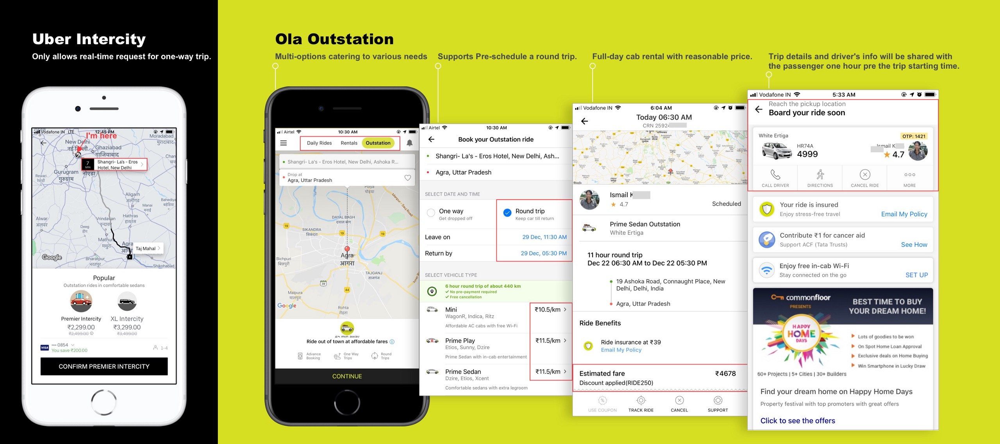 Uber Intercity
Only allows real-time request for one-way trip.
Vodafone IN LTE
12:45 PM
I'm here
Moradabad
मुरादाबाद
New Delhi
नई दिल्ली
Ghaziabad
गाजियाबाद
7
MIN
Shangri- La's - Eros
Hotel, New Delhi
Gurugram
गुरुग्राम
नोएडा
Rewari
रेवाड़ी
Aligarh
अलीगढ
Manai
मनाई
Bahediya
बहेडिया
Alwar
अलवर
Vrindavan
वृन्दावन
Hathras
हाथरस
Deeg
डीग
Mathura
मथुरा
Agra
Taj Mahal
Google
Bharatpur
भरतपुर
Shikohabad
Popular
Outstation rides in comfortable sedans
Premier Intercity
XL Intercity
₹2,299.00
₹3,299.00
₹2,499.00
₹3,499.00
VISA
•••• 0854
You save ₹200.00
1-4
CONFIRM PREMIER INTERCITY
Ola Outstation
Multi-options catering to various needs
Airtel
10:30 AM
Daily Rides
Rentals
Outstation
Shangri- La's - Eros Hotel, New Delhi, Ashoka R...
Drop at
Agra, Uttar Pradesh
Poiya
पोइया
Manpur - Sauj Road
DAYAL BAGH
दयाल बाग
19
SIKANDRA
सिकंदरा
19
19
Agra
आगरा
Bichpuri
बिछपुरी
TAJGANJ
ताजगंज
39
44
Malpura
मालपुरा
Google
Rohta
रोहता
45 min away
Ride out of town at affordable fares
Advance
Booking
One Way
Trips
Round
Trips
CONTINUE
Supports Pre-schedule a round trip.
Airtel
10:30 AM
Book your Outstation ride
Shangri- La's - Eros Hotel, New Delhi, Ash...
Agra, Uttar Pradesh
SELECT DATE AND TIME
One way
Get dropped off
Round trip
Keep car till return
Leave on
29 Dec, 11:30 AM
Return by
29 Dec, 05:30 PM
SELECT VEHICLE TYPE
6 hour round trip of about 440 km
No pre-payment required
Free cancellation
Mini
₹10.5/km
WagonR, Indica, Ritz
Affordable AC cabs with free Wi-Fi
Prime Play
₹11.5/km
Etios, Sunny, Dzire
Prime Sedan with in-cab entertainment
Prime Sedan
₹11.5/km
Dzire, Etios, Xcent
Comfortable sedans with extra legroom
Full-day cab rental with reasonable price.
Vodafone IN
6:04 AM
Today 06:30 AM
CRN 2592
Ismail K
4.7
Scheduled
Prime Sedan Outstation
White Ertiga
11 hour round trip
Dec 22 06:30 AM to Dec 22 05:30 PM
19 Ashoka Road, Connaught Place, New
Delhi, Delhi, India
Agra, Uttar Pradesh
Ride Benefits
Ride insurance at ₹39
Email My Policy
Estimated fare
₹4678
Discount applied(RIDE250)
USE COUPON
TRACK RIDE
CANCEL
SUPPORT
Trip details and driver's info will be shared with
the passenger one hour pre the trip starting time.
Vodafone IN
5:33 AM
Reach the pickup location
Board your ride soon
White Ertiga
OTP: 1421
HR74A
4999
Ismail K
4.7
CALL DRIVER
DIRECTIONS
CANCEL RIDE
MORE
Your ride is insured
Enjoy stress-free travel
Email My Policy
Contribute ₹1 for cancer aid
Support ACF (Tata Trusts)
See How
Enjoy free in-cab Wi-Fi
Stay connected on the go
SET UP
commonfloor
PRESENTS
BEST TIME TO BUY
YOUR DREAM HOME!
HAPPY
HOME
DAYS
Lots of goodies to be won
On Spot Home Loan Approval
Exclusive deals on Home Buying
Win Smartphone in Lucky Draw
60+ Projects | 5+ Cities | 30+ Builders
Find your dream home on Happy Home Days
Property festival with top promoters with great offers
Click to see the offers